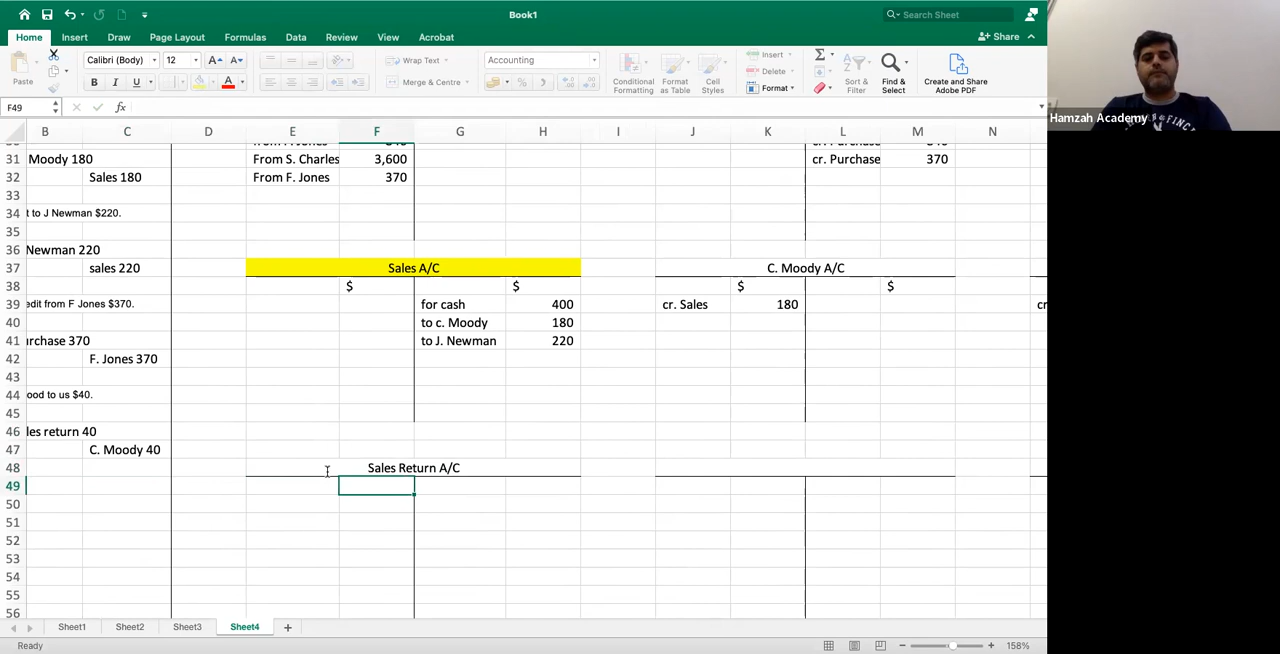 Book1
Search Sheet
Home Insert Draw Page Layout Formulas Data Review View Acrobat
Share
Paste
Calibri (Body) 12
A A
Wrap Text
Accounting
B I U
A
Merge & Centre
Conditional Formatting
Format as Table
Cell Styles
Insert
Delete
Format
Sort & Filter
Find & Select
Create and Share Adobe PDF
Hamzah Academy
F49 fx
B C D E F G H I J K L M N
31 Moody 180 From S. Charles 3,600 cr. Purchase 370
32 Sales 180 From F. Jones 370
33
34 t to J Newman $220.
35
36 Newman 220
37 sales 220 Sales A/C C. Moody A/C
38 $ $ $ $
39 edit from F Jones $370. for cash 400 cr. Sales 180 cr
40 to c. Moody 180
41 rchase 370 to J. Newman 220
42 F. Jones 370
43
44 ood to us $40.
45
46 les return 40
47 C. Moody 40
48 Sales Return A/C
49
50
51
52
53
54
55
56
Sheet1 Sheet2 Sheet3 Sheet4 +
Ready
158%